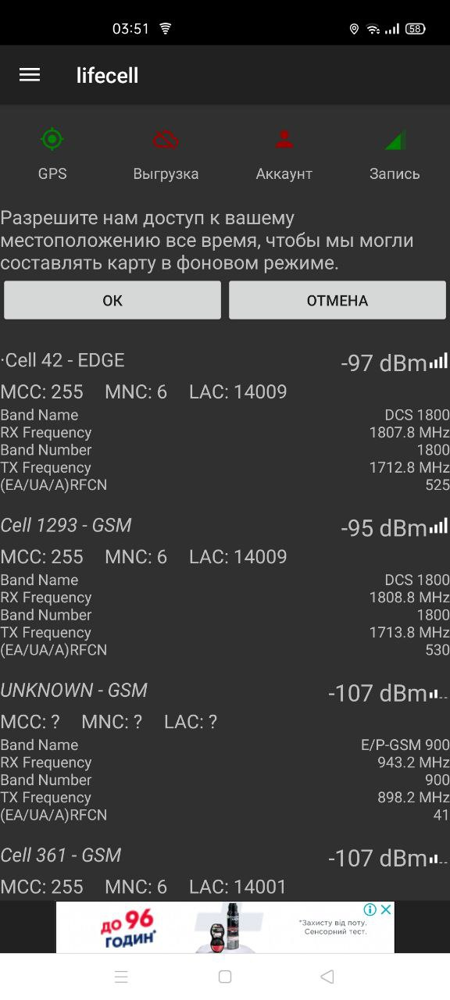 03:51
58
lifecell
GPS Выгрузка Аккаунт Запись
Разрешите нам доступ к вашему
местоположению все время, чтобы мы могли
составлять карту в фоновом режиме.
ОК ОТМЕНА
·Cell 42 - EDGE -97 dBm
MCC: 255 MNC: 6 LAC: 14009
Band Name DCS 1800
RX Frequency 1807.8 MHz
Band Number 1800
TX Frequency 1712.8 MHz
(EA/UA/A)RFCN 525
Cell 1293 - GSM -95 dBm
MCC: 255 MNC: 6 LAC: 14009
Band Name DCS 1800
RX Frequency 1808.8 MHz
Band Number 1800
TX Frequency 1713.8 MHz
(EA/UA/A)RFCN 530
UNKNOWN - GSM -107 dBm
MCC: ? MNC: ? LAC: ?
Band Name E/P-GSM 900
RX Frequency 943.2 MHz
Band Number 900
TX Frequency 898.2 MHz
(EA/UA/A)RFCN 41
Cell 361 - GSM -107 dBm
MCC: 255 MNC: 6 LAC: 14001
до 96
годин*
*Захисту від поту.
Сенсорний тест.